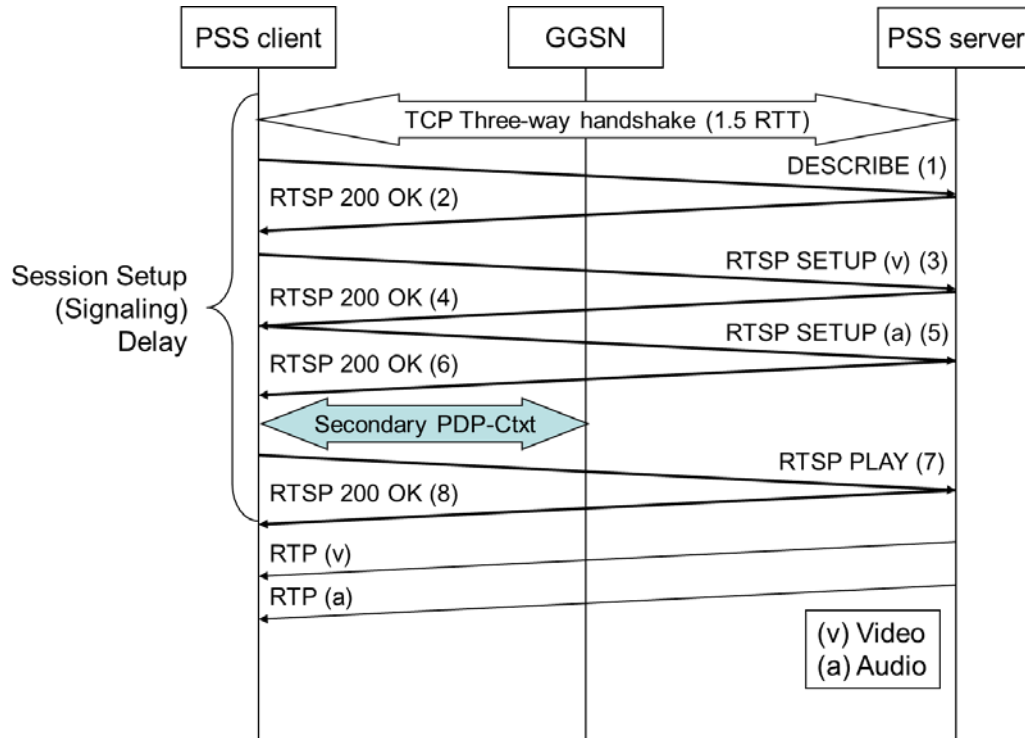 PSS client
GGSN
PSS server
TCP Three-way handshake (1.5 RTT)
DESCRIBE (1)
RTSP 200 OK (2)
RTSP SETUP (v) (3)
Session Setup
(Signaling)
Delay
RTSP 200 OK (4)
RTSP SETUP (a) (5)
RTSP 200 OK (6)
Secondary PDP-Ctxt
RTSP PLAY (7)
RTSP 200 OK (8)
RTP (v)
RTP (a)
(v) Video
(a) Audio